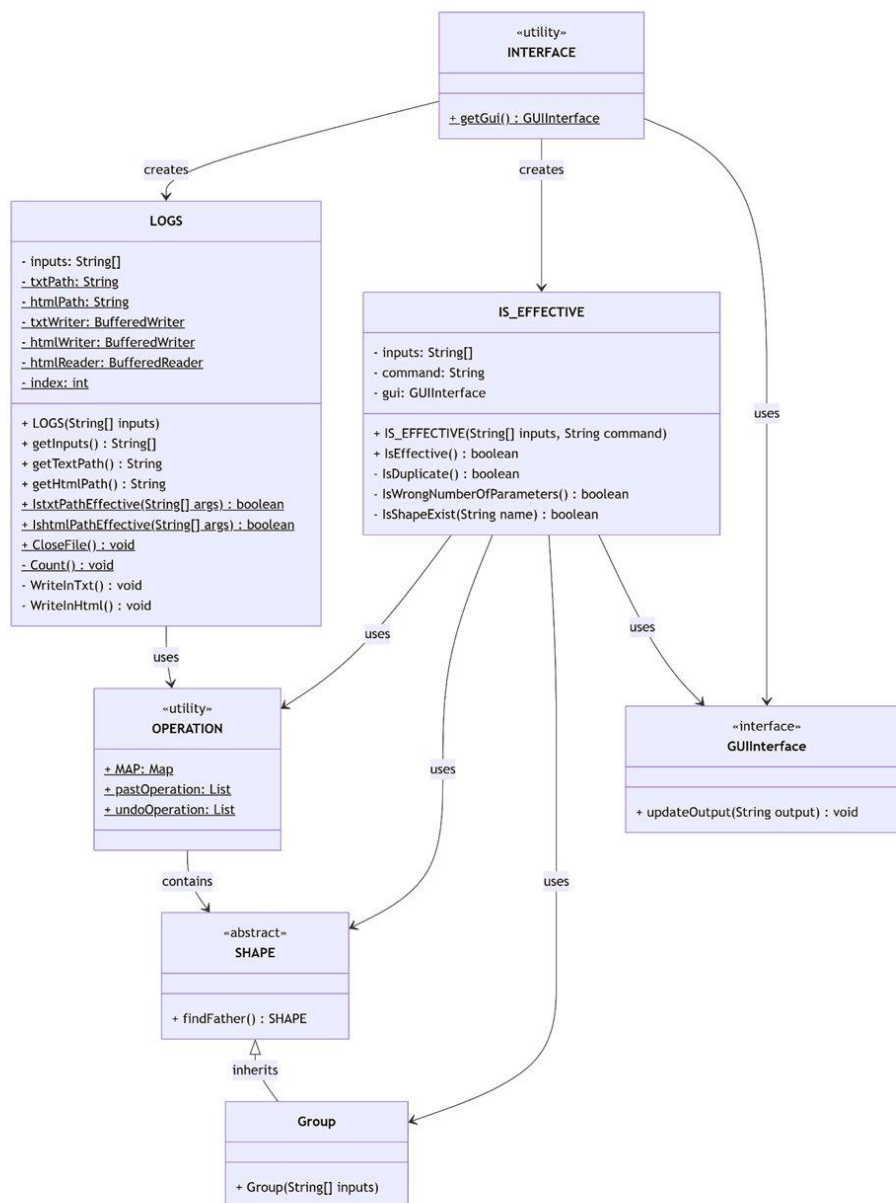 «utility»
INTERFACE
+ getGui() : GUIInterface
creates
creates
LOGS
- inputs: String[]
- txtPath: String
- htmlPath: String
- txtWriter: BufferedWriter
- htmlWriter: BufferedWriter
- htmlReader: BufferedReader
- index: int
+ LOGS(String[] inputs)
+ getInputs() : String[]
+ getTextPath() : String
+ getHtmlPath() : String
+ IstxtPathEffective(String[] args) : boolean
+ IshtmlPathEffective(String[] args) : boolean
+ CloseFile() : void
- Count() : void
- WriteInTxt() : void
- WriteInHtml() : void
IS_EFFECTIVE
- inputs: String[]
- command: String
- gui: GUIInterface
+ IS_EFFECTIVE(String[] inputs, String command)
+ IsEffective() : boolean
- IsDuplicate() : boolean
- IsWrongNumberOfParameters() : boolean
- IsShapeExist(String name) : boolean
uses
uses
uses
uses
«utility»
OPERATION
+ MAP: Map
+ pastOperation: List
+ undoOperation: List
«interface»
GUIInterface
+ updateOutput(String output) : void
uses
contains
uses
«abstract»
SHAPE
+ findFather() : SHAPE
inherits
Group
+ Group(String[] inputs)